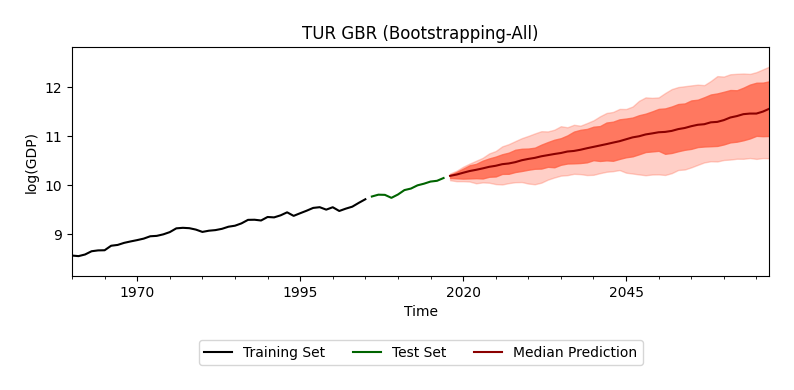 TUR GBR (Bootstrapping-All)
12
11
10
9
log(GDP)
1970 1995 2020 2045
Time
Training Set Test Set Median Prediction